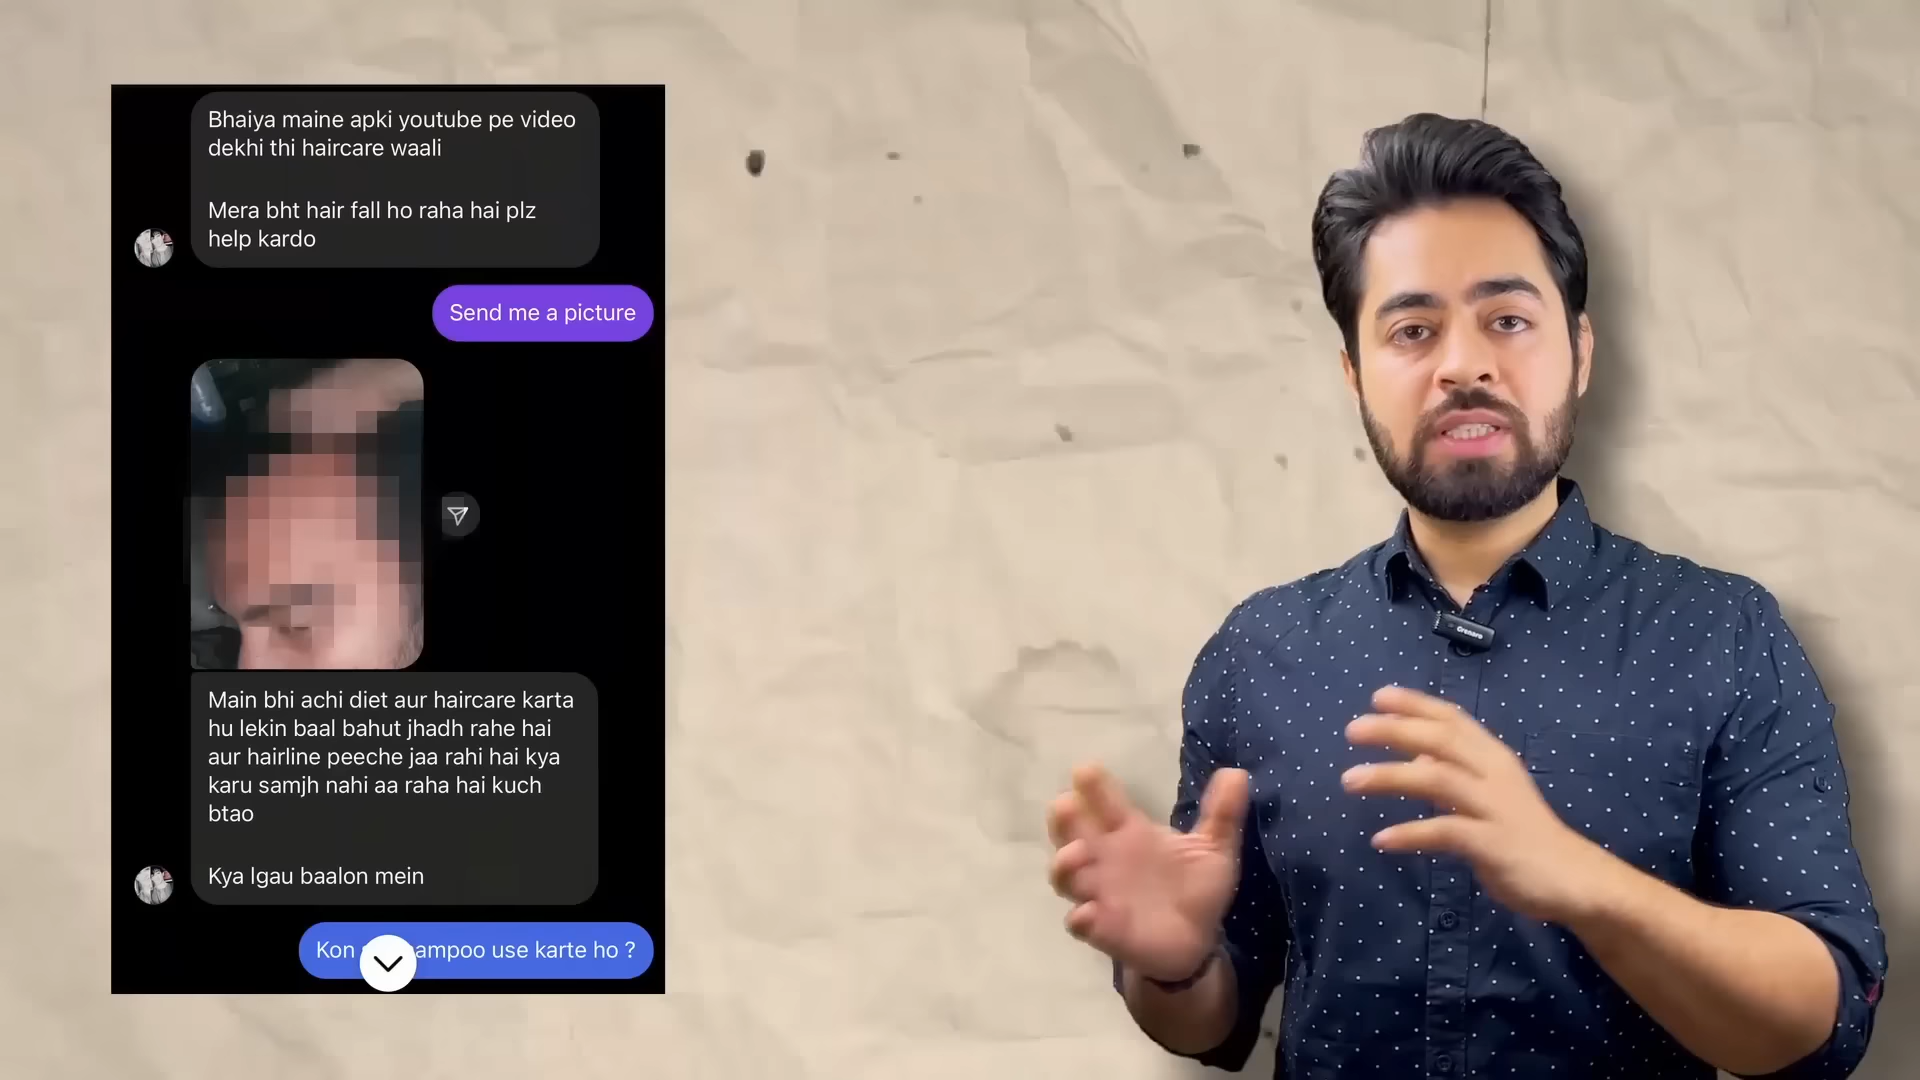 Bhaiya maine apki youtube pe video
dekhi thi haircare waali
Mera bht hair fall ho raha hai plz
help kardo
Send me a picture
Main bhi achi diet aur haircare karta
hu lekin baal bahut jhadh rahe hai
aur hairline peeche jaa rahi hai kya
karu samjh nahi aa raha hai kuch
btao
Kya lgau baalon mein
Kon use karte ho ?
Grenaro